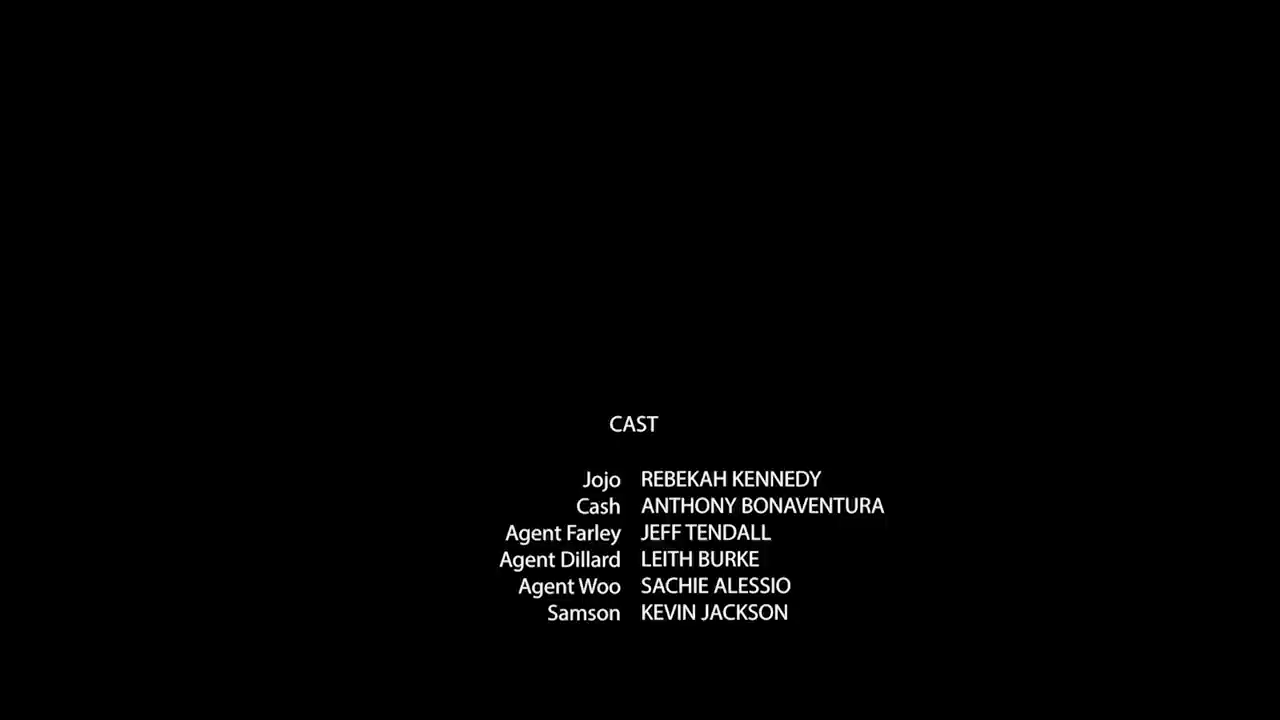 CAST
Jojo REBEKAH KENNEDY
Cash ANTHONY BONAVENTURA
Agent Farley JEFF TENDALL
Agent Dillard LEITH BURKE
Agent Woo SACHIE ALESSIO
Samson KEVIN JACKSON